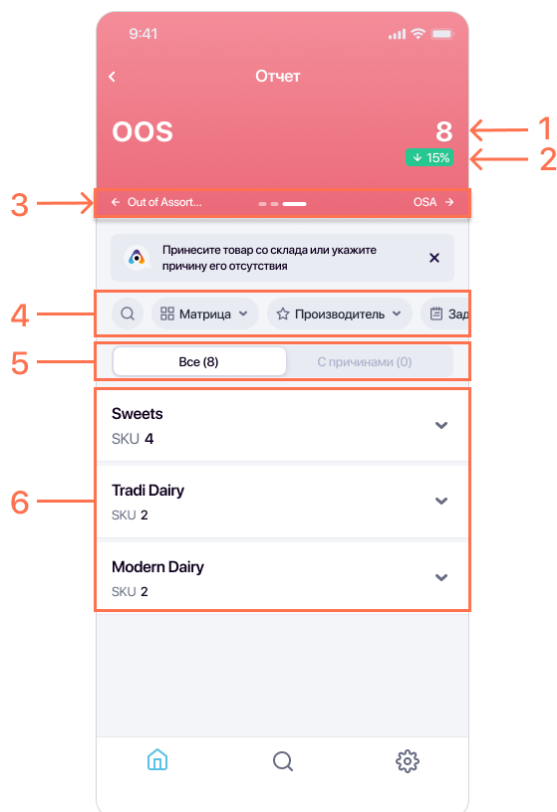 9:41
Отчет
OOS
8
1
15%
2
3
Out of Assort...
OSA
Принесите товар со склада или укажите
причину его отсутствия
4
Матрица
Производитель
Зад
5
Все (8)
С причинами (0)
6
Sweets
SKU 4
Tradi Dairy
SKU 2
Modern Dairy
SKU 2